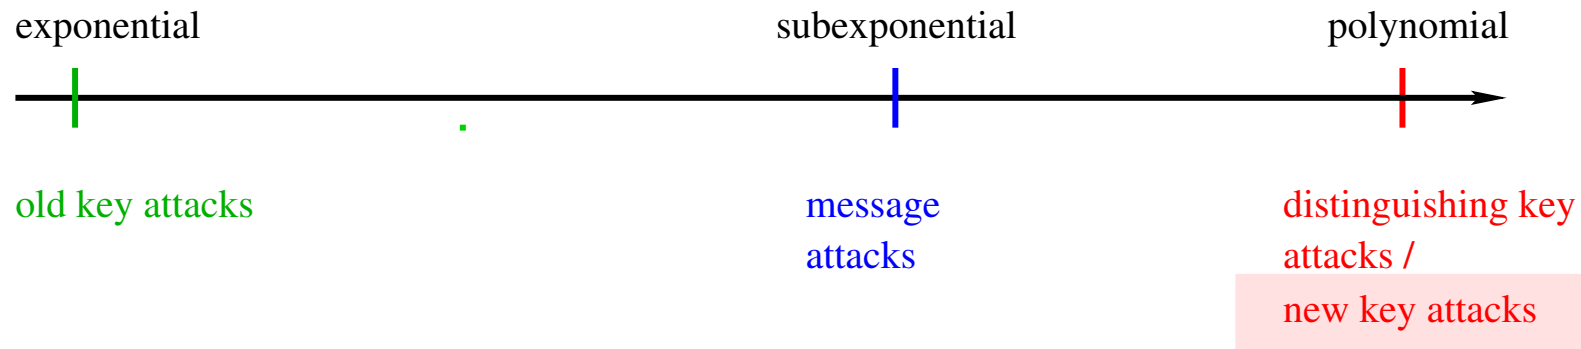 exponential
subexponential
polynomial
old key attacks
message
attacks
distinguishing key
attacks /
new key attacks